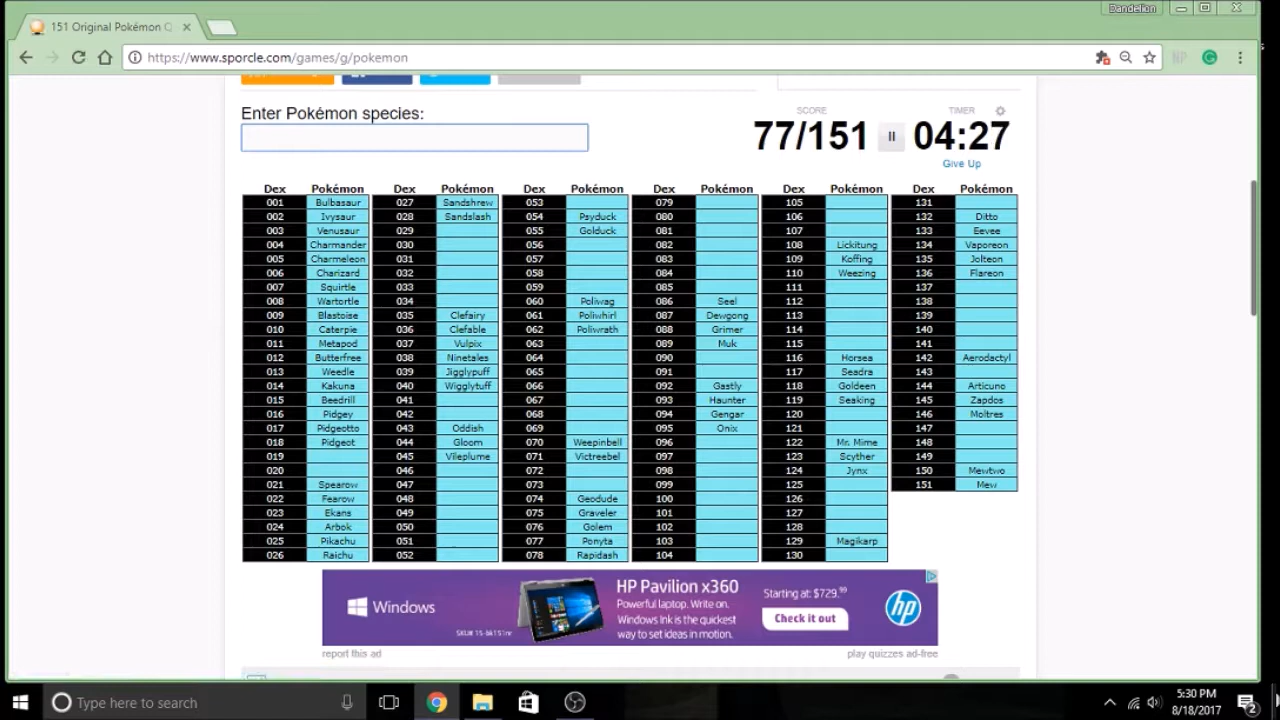 Dandelion
151 Original Pokémon Q
https://www.sporcle.com/games/g/pokemon
Enter Pokémon species:
SCORE
77/151
TIMER
04:27
Give Up
Dex Pokémon Dex Pokémon Dex Pokémon Dex Pokémon Dex Pokémon Dex Pokémon
001 Bulbasaur 027 Sandshrew 053 079 105 131
002 Ivysaur 028 Sandslash 054 Psyduck 080 106 132 Ditto
003 Venusaur 029 055 Golduck 081 107 133 Eevee
004 Charmander 030 056 082 108 Lickitung 134 Vaporeon
005 Charmeleon 031 057 083 109 Koffing 135 Jolteon
006 Charizard 032 058 084 110 Weezing 136 Flareon
007 Squirtle 033 059 085 111 137
008 Wartortle 034 060 Poliwag 086 Seel 112 138
009 Blastoise 035 Clefairy 061 Poliwhirl 087 Dewgong 113 139
010 Caterpie 036 Clefable 062 Poliwrath 088 Grimer 114 140
011 Metapod 037 Vulpix 063 089 Muk 115 141
012 Butterfree 038 Ninetales 064 090 116 Horsea 142 Aerodactyl
013 Weedle 039 Jigglypuff 065 091 117 Seadra 143
014 Kakuna 040 Wigglytuff 066 092 Gastly 118 Goldeen 144 Articuno
015 Beedrill 041 067 093 Haunter 119 Seaking 145 Zapdos
016 Pidgey 042 068 094 Gengar 120 146 Moltres
017 Pidgeotto 043 Oddish 069 095 Onix 121 147
018 Pidgeot 044 Gloom 070 Weepinbell 096 122 Mr. Mime 148
019 045 Vileplume 071 Victreebel 097 123 Scyther 149
020 046 072 098 124 Jynx 150 Mewtwo
021 Spearow 047 073 099 125 151 Mew
022 Fearow 048 074 Geodude 100 126
023 Ekans 049 075 Graveler 101 127
024 Arbok 050 076 Golem 102 128
025 Pikachu 051 077 Ponyta 103 129 Magikarp
026 Raichu 052 078 Rapidash 104 130
Windows
SKU# 15-bk151nr
HP Pavilion x360
Powerful laptop. Write on.
Windows Ink is the quickest
way to set ideas in motion.
Starting at: $729.99
Check it out
hp
report this ad
play quizzes ad-free
Type here to search
5:30 PM
8/18/2017
2